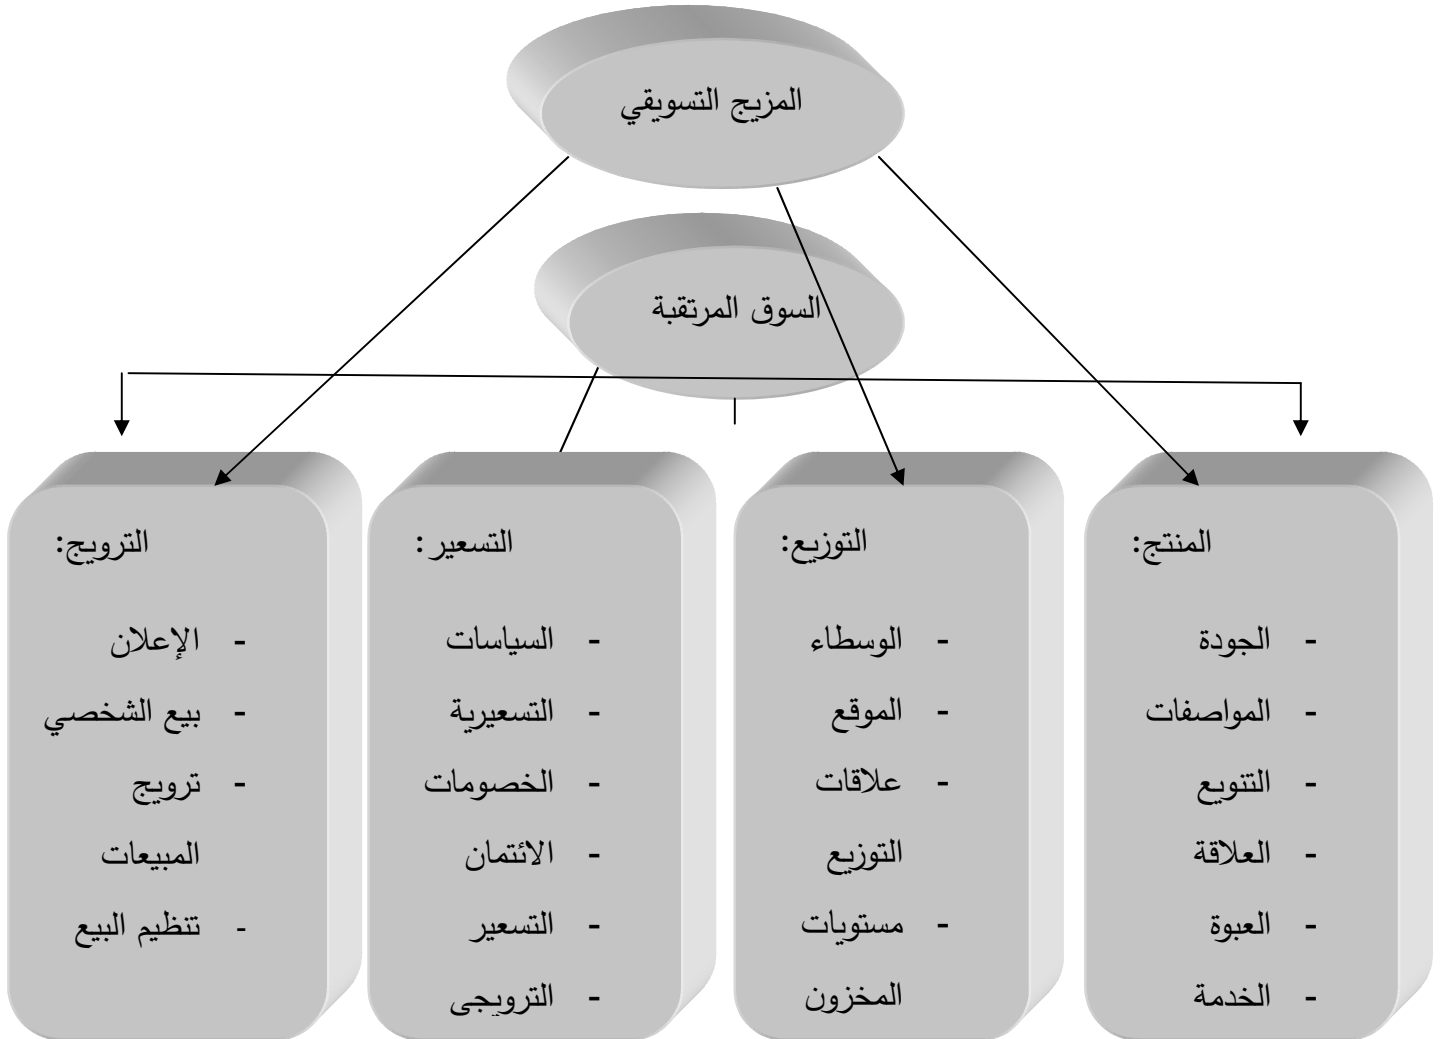 المزيج التسويقي
السوق المرتقبة
المنتج:
- الجودة
- المواصفات
- التنويع
- العلاقة
- العبوة
- الخدمة
التوزيع:
- الوسطاء
- الموقع
- علاقات
التوزيع
- مستويات
المخزون
التسعير:
- السياسات
- التسعيرية
- الخصومات
- الائتمان
- التسعير
- الترويجي
الترويج:
- الإعلان
- بيع الشخصي
- ترويج
المبيعات
- تنظيم البيع